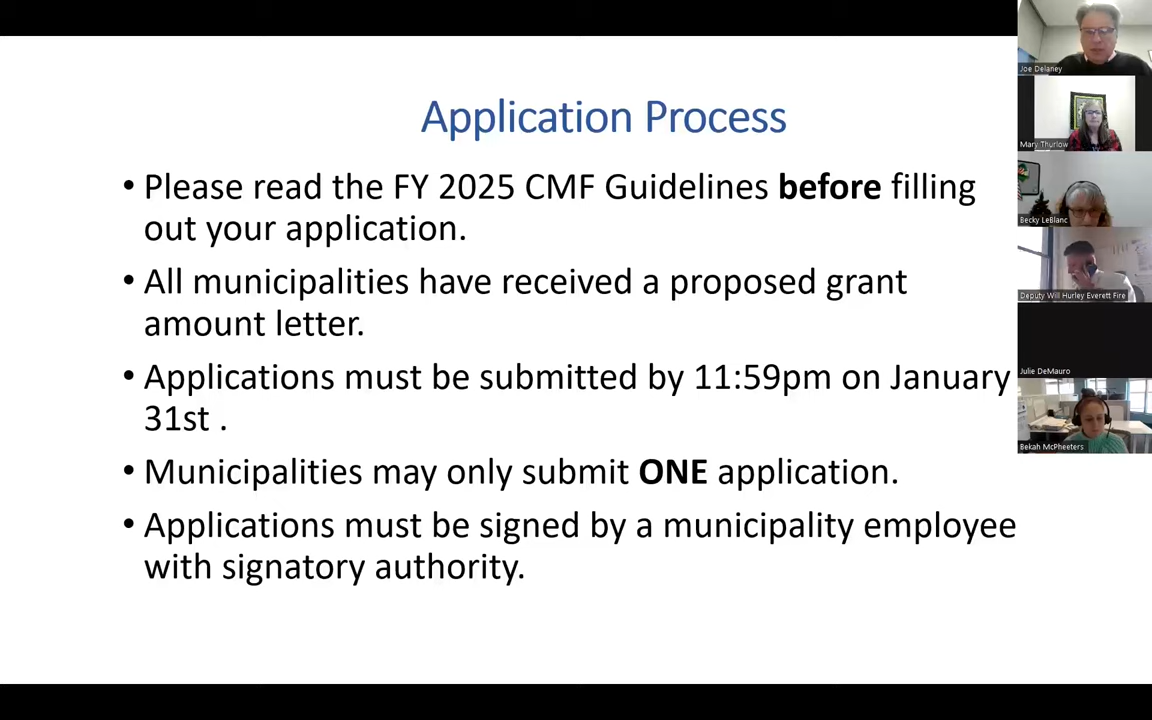 Application Process
• Please read the FY 2025 CMF Guidelines before filling
out your application.
• All municipalities have received a proposed grant
amount letter.
• Applications must be submitted by 11:59pm on January
31st .
• Municipalities may only submit ONE application.
• Applications must be signed by a municipality employee
with signatory authority.
Joe Delaney
Mary Thurlow
Becky LeBlanc
Deputy Will Hurley Everett Fire
Julie DeMauro
Bekah McPheeters